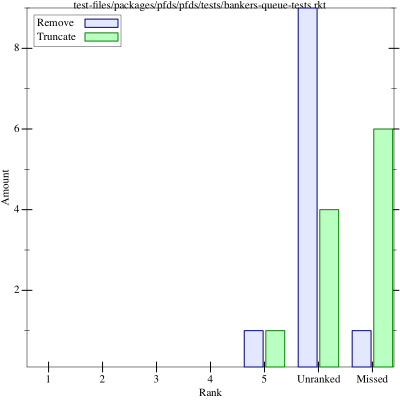 test-files/packages/pfds/pfds/tests/bankers-queue-tests.rkt
Remove
Truncate
8
6
4
2
Amount
1 2 3 4 5 Unranked Missed
Rank